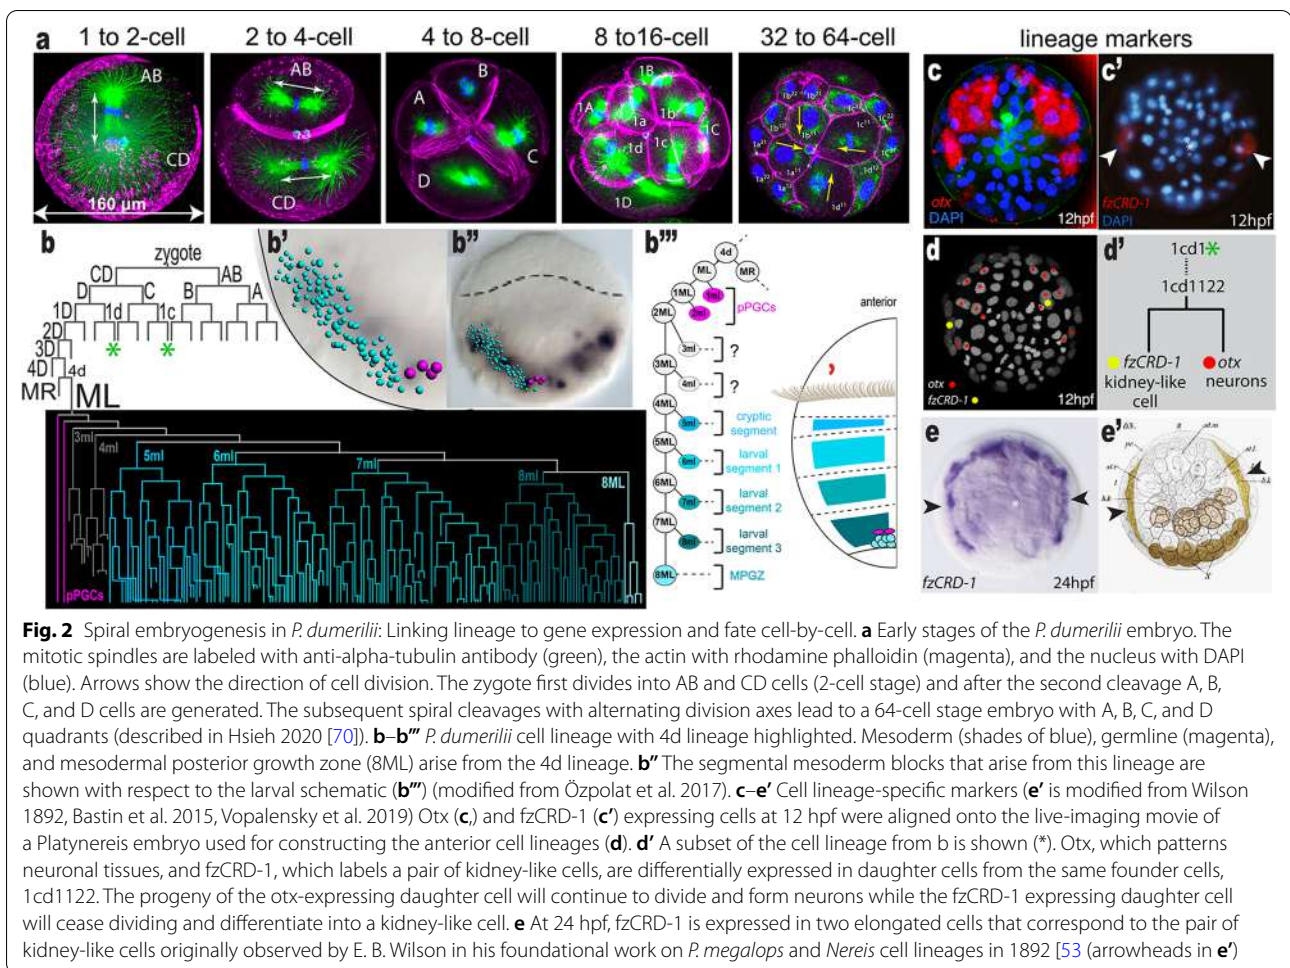 a
1 to 2-cell
2 to 4-cell
4 to 8-cell
8 to16-cell
32 to 64-cell
lineage markers
AB
CD
160 µm
AB
CD
A
B
C
D
1A
1B
1a
1b
1d
1c
1C
1D
1b¹²
1b¹¹
1a¹¹
1a¹²
1c¹¹
1d¹¹
c
otx
DAPI
12hpf
c'
fzCRD-1
DAPI
12hpf
b
zygote
CD
AB
D
C
B
A
1D
1d
1c
2D
3D
4D
4d
MR
ML
* *
3ml
4ml
5ml
6ml
7ml
8ml
8ML
pPGCs
b'
b"
b'"
4d
ML
MR
1ML
1ml
2ml
pPGCs
2ML
3ml
?
3ML
4ml
?
4ML
5ml
cryptic
segment
5ML
6ml
larval
segment 1
6ML
7ml
larval
segment 2
7ML
8ml
larval
segment 3
8ML
MPGZ
anterior
d
otx
fzCRD-1
12hpf
d'
1cd1*
1cd1122
fzCRD-1
kidney-like
cell
otx
neurons
e
fzCRD-1
24hpf
e'
X
Fig. 2 Spiral embryogenesis in P. dumerilii: Linking lineage to gene expression and fate cell-by-cell. a Early stages of the P. dumerilii embryo. The
mitotic spindles are labeled with anti-alpha-tubulin antibody (green), the actin with rhodamine phalloidin (magenta), and the nucleus with DAPI
(blue). Arrows show the direction of cell division. The zygote first divides into AB and CD cells (2-cell stage) and after the second cleavage A, B,
C, and D cells are generated. The subsequent spiral cleavages with alternating division axes lead to a 64-cell stage embryo with A, B, C, and D
quadrants (described in Hsieh 2020 [70]). b–b'" P. dumerilii cell lineage with 4d lineage highlighted. Mesoderm (shades of blue), germline (magenta),
and mesodermal posterior growth zone (8ML) arise from the 4d lineage. b" The segmental mesoderm blocks that arise from this lineage are
shown with respect to the larval schematic (b'") (modified from Özpolat et al. 2017). c–e' Cell lineage-specific markers (e' is modified from Wilson
1892, Bastin et al. 2015, Vopalensky et al. 2019) Otx (c,) and fzCRD-1 (c') expressing cells at 12 hpf were aligned onto the live-imaging movie of
a Platynereis embryo used for constructing the anterior cell lineages (d). d' A subset of the cell lineage from b is shown (*). Otx, which patterns
neuronal tissues, and fzCRD-1, which labels a pair of kidney-like cells, are differentially expressed in daughter cells from the same founder cells,
1cd1122. The progeny of the otx-expressing daughter cell will continue to divide and form neurons while the fzCRD-1 expressing daughter cell
will cease dividing and differentiate into a kidney-like cell. e At 24 hpf, fzCRD-1 is expressed in two elongated cells that correspond to the pair of
kidney-like cells originally observed by E. B. Wilson in his foundational work on P. megalops and Nereis cell lineages in 1892 [53 (arrowheads in e')